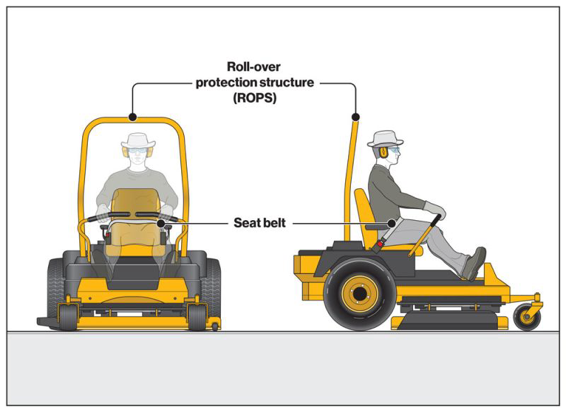 Roll-over
protection structure
(ROPS)
Seat belt